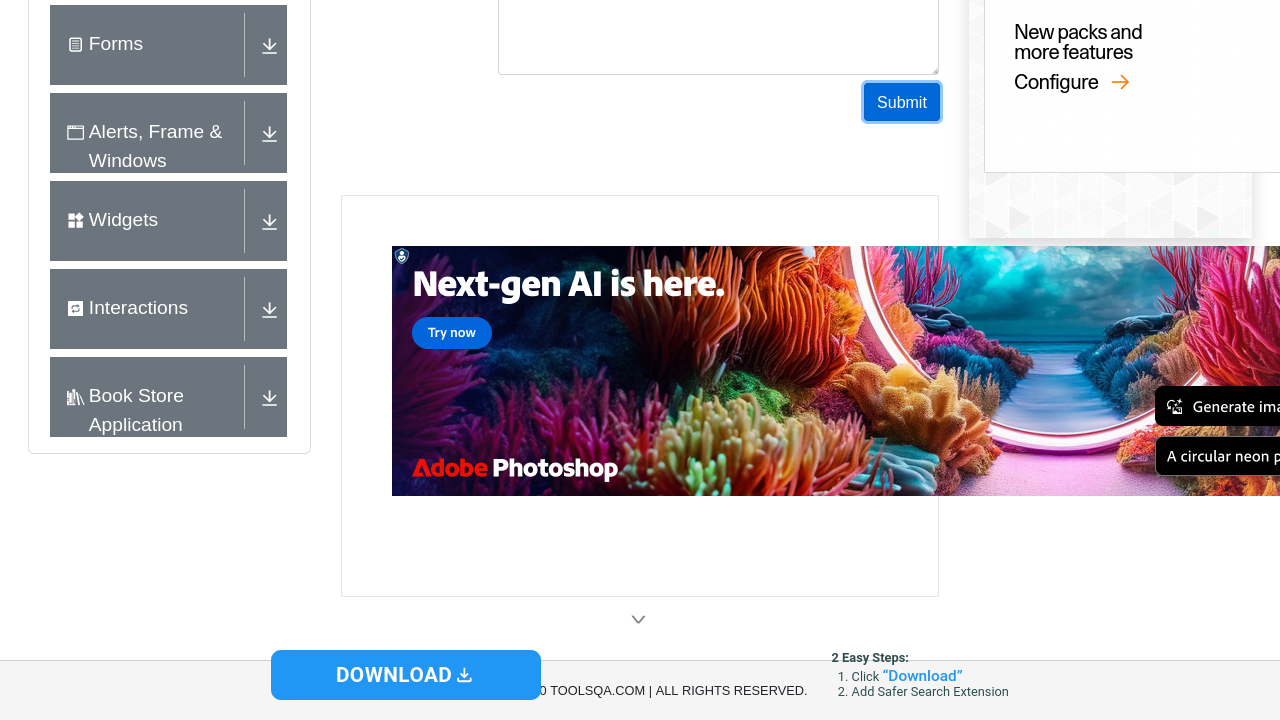 Forms
Alerts, Frame &
Windows
Widgets
Interactions
Book Store
Application
Submit
New packs and
more features
Configure
Next-gen AI is here.
Try now
Adobe Photoshop
Generate ima
A circular neon p
DOWNLOAD
0 TOOLSQA.COM | ALL RIGHTS RESERVED.
2 Easy Steps:
1. Click “Download”
2. Add Safer Search Extension